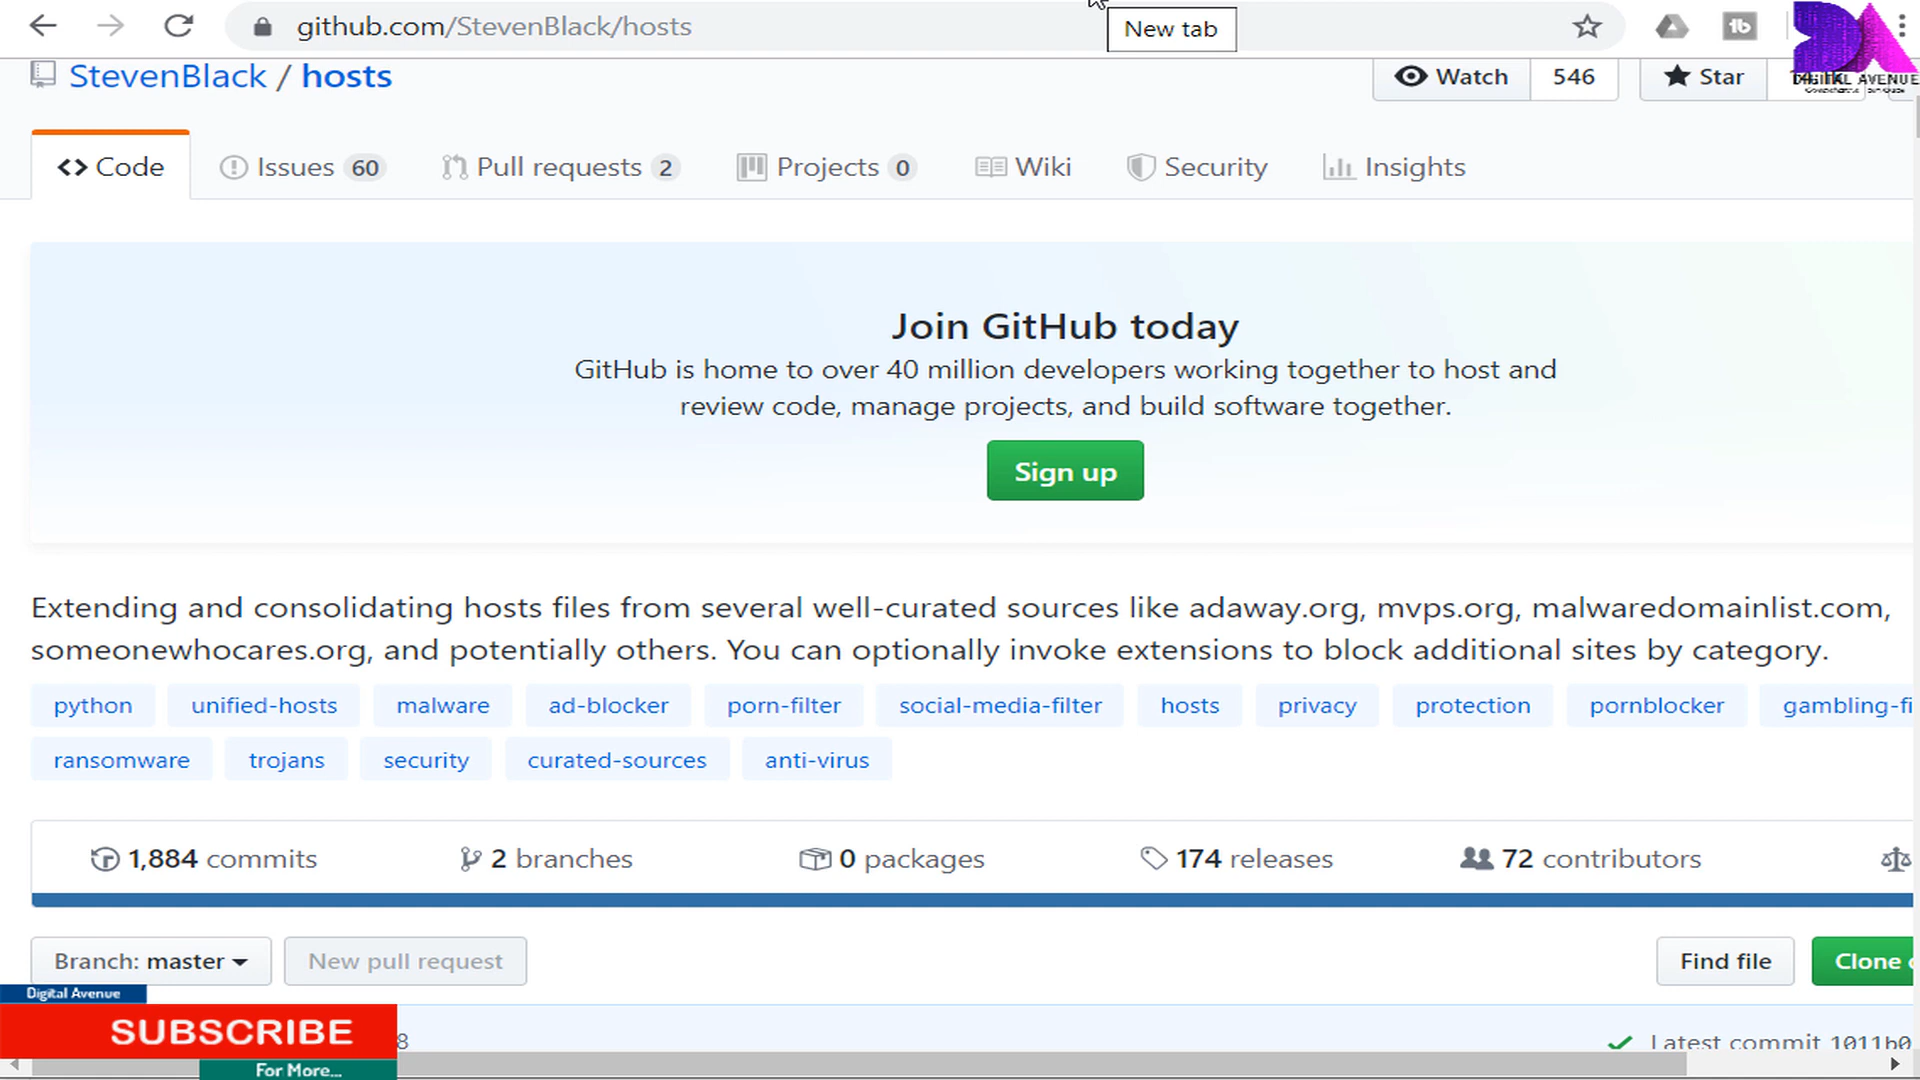 github.com/StevenBlack/hosts
New tab
StevenBlack / hosts
Watch 546 Star
DIGITAL AVENUE
Code Issues 60 Pull requests 2 Projects 0 Wiki Security Insights
Join GitHub today
GitHub is home to over 40 million developers working together to host and
review code, manage projects, and build software together.
Sign up
Extending and consolidating hosts files from several well-curated sources like adaway.org, mvps.org, malwaredomainlist.com,
someonewhocares.org, and potentially others. You can optionally invoke extensions to block additional sites by category.
python unified-hosts malware ad-blocker porn-filter social-media-filter hosts privacy protection pornblocker gambling-fi
ransomware trojans security curated-sources anti-virus
1,884 commits 2 branches 0 packages 174 releases 72 contributors
Branch: master New pull request Find file Clone
Digital Avenue
SUBSCRIBE
8 Latest commit 1011b0
For More...